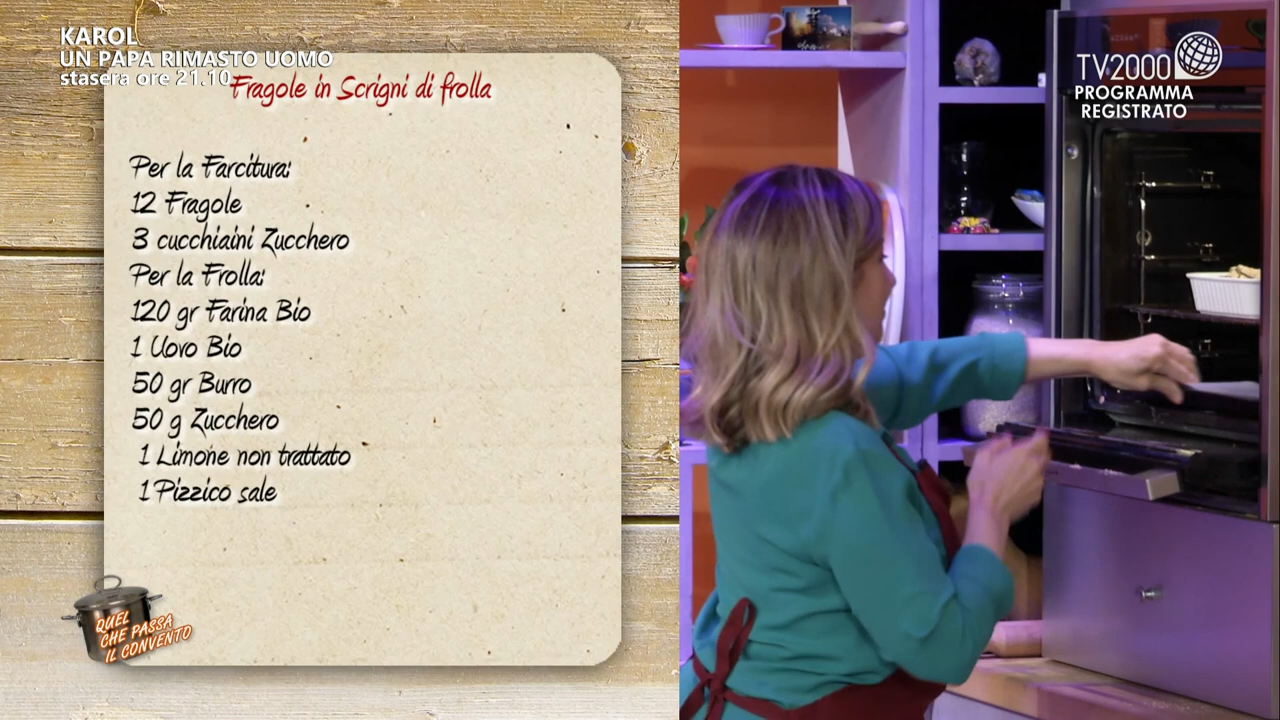 KAROL
UN PAPA RIMASTO UOMO
stasera ore 21.10
Fragole in Scrigni di frolla
Per la Farcitura:
12 Fragole
3 cucchiaini Zucchero
Per la Frolla:
120 gr Farina Bio
1 Uovo Bio
50 gr Burro
50 g Zucchero
1 Limone non trattato
1 Pizzico sale
QUEL
CHE PASSA
IL CONVENTO
TV2000
PROGRAMMA
REGISTRATO